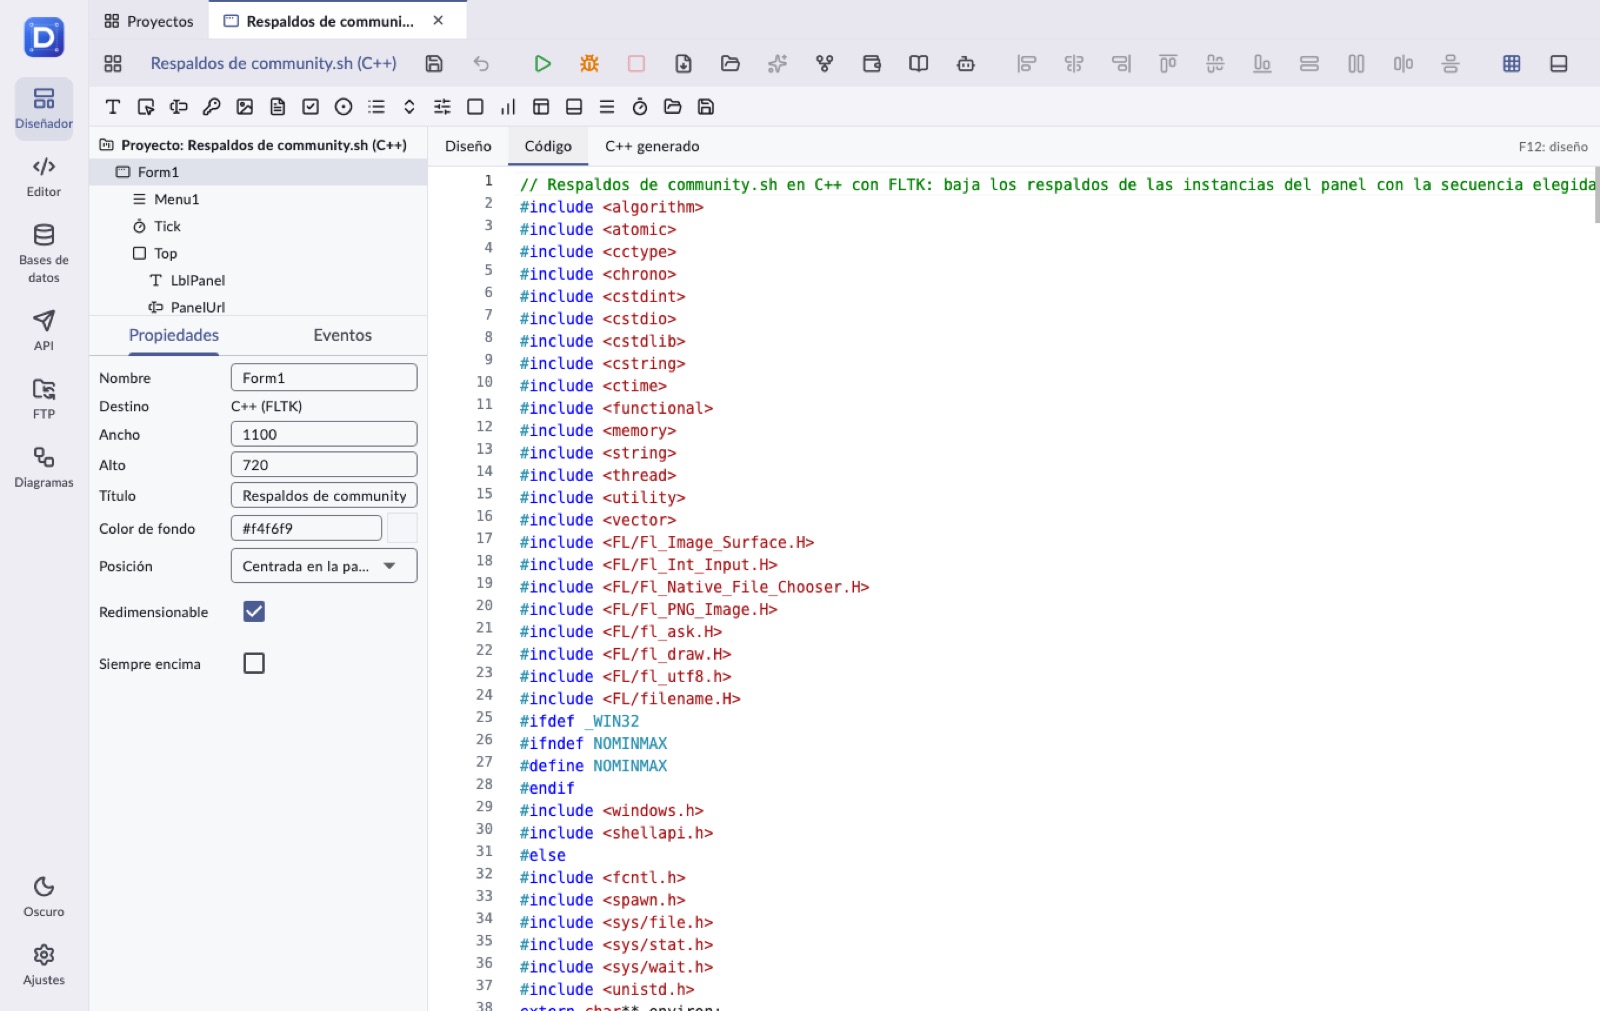 Proyectos
Respaldos de communi...
Respaldos de community.sh (C++)
Diseñador
Editor
Bases de datos
API
FTP
Diagramas
Oscuro
Ajustes
Proyecto: Respaldos de community.sh (C++)
Form1
Menu1
Tick
Top
LblPanel
PanelUrl
Propiedades
Eventos
Nombre Form1
Destino C++ (FLTK)
Ancho 1100
Alto 720
Título Respaldos de community
Color de fondo #f4f6f9
Posición Centrada en la pa...
Redimensionable
Siempre encima
Diseño Código C++ generado F12: diseño
1 // Respaldos de community.sh en C++ con FLTK: baja los respaldos de las instancias del panel con la secuencia elegida
2 #include <algorithm>
3 #include <atomic>
4 #include <cctype>
5 #include <chrono>
6 #include <cstdint>
7 #include <cstdio>
8 #include <cstdlib>
9 #include <cstring>
10 #include <ctime>
11 #include <functional>
12 #include <memory>
13 #include <string>
14 #include <thread>
15 #include <utility>
16 #include <vector>
17 #include <FL/Fl_Image_Surface.H>
18 #include <FL/Fl_Int_Input.H>
19 #include <FL/Fl_Native_File_Chooser.H>
20 #include <FL/Fl_PNG_Image.H>
21 #include <FL/fl_ask.H>
22 #include <FL/fl_draw.H>
23 #include <FL/fl_utf8.h>
24 #include <FL/filename.H>
25 #ifdef _WIN32
26 #ifndef NOMINMAX
27 #define NOMINMAX
28 #endif
29 #include <windows.h>
30 #include <shellapi.h>
31 #else
32 #include <fcntl.h>
33 #include <spawn.h>
34 #include <sys/file.h>
35 #include <sys/stat.h>
36 #include <sys/wait.h>
37 #include <unistd.h>
38 extern char** environ;